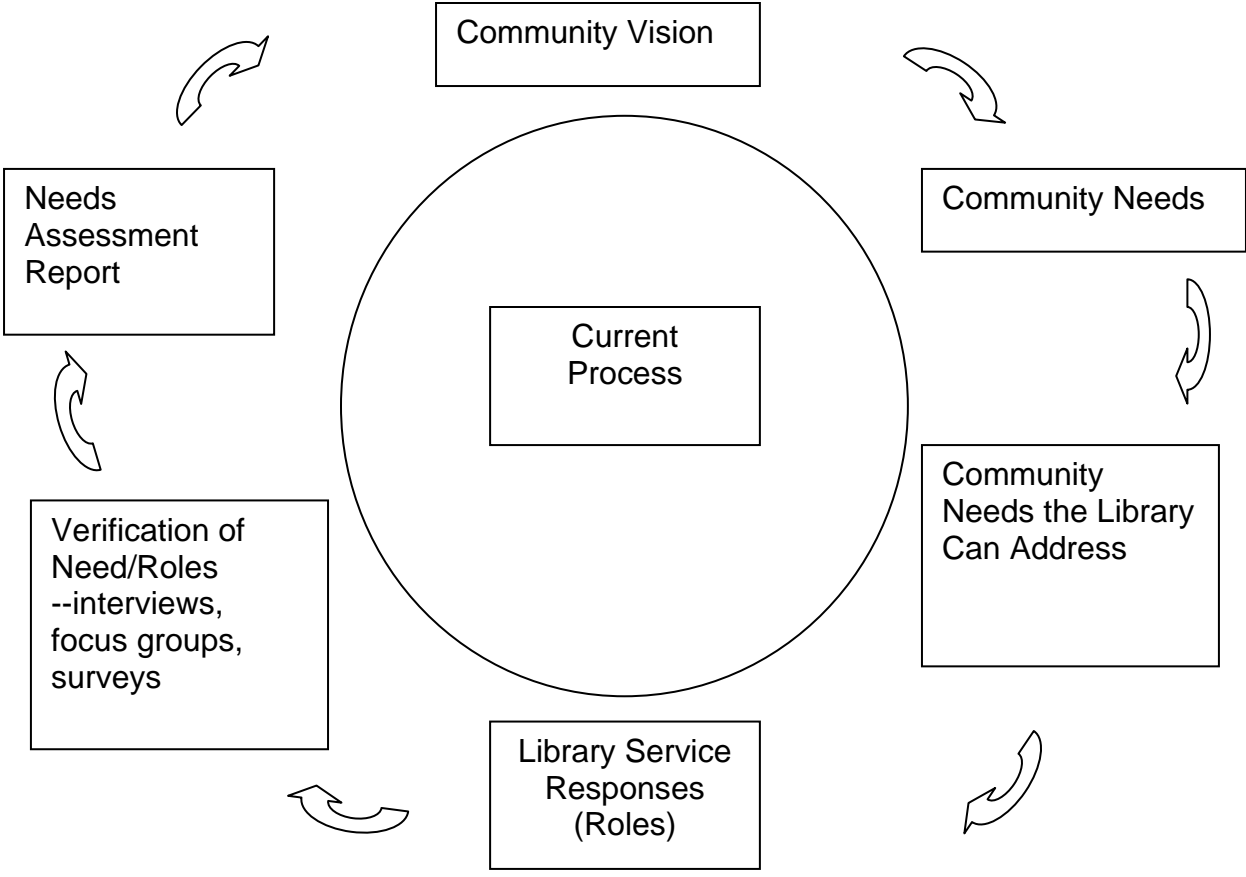 Community Vision
Community Needs
Community
Needs the Library
Can Address
Library Service
Responses
(Roles)
Verification of
Need/Roles
--interviews,
focus groups,
surveys
Needs
Assessment
Report
Current
Process